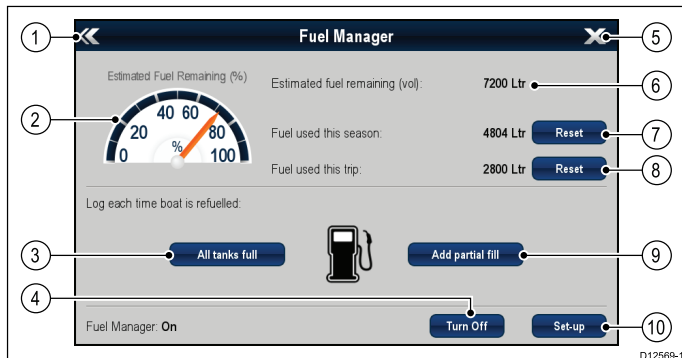 1
Fuel Manager
5
Estimated Fuel Remaining (%)
Estimated fuel remaining (vol): 7200 Ltr
6
2
0 20 40 60 80 100
%
Fuel used this season: 4804 Ltr Reset
7
Fuel used this trip: 2800 Ltr Reset
8
Log each time boat is refuelled:
3
All tanks full
Add partial fill
9
4
Fuel Manager: On
Turn Off
Set-up
10
D12569-1